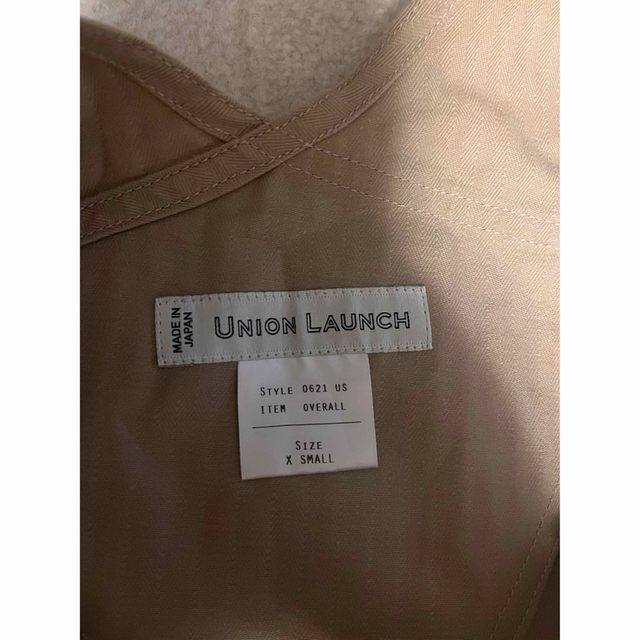 MADE IN
JAPAN
UNION LAUNCH
STYLE 0621 US
ITEM OVERALL
SIZE
X SMALL